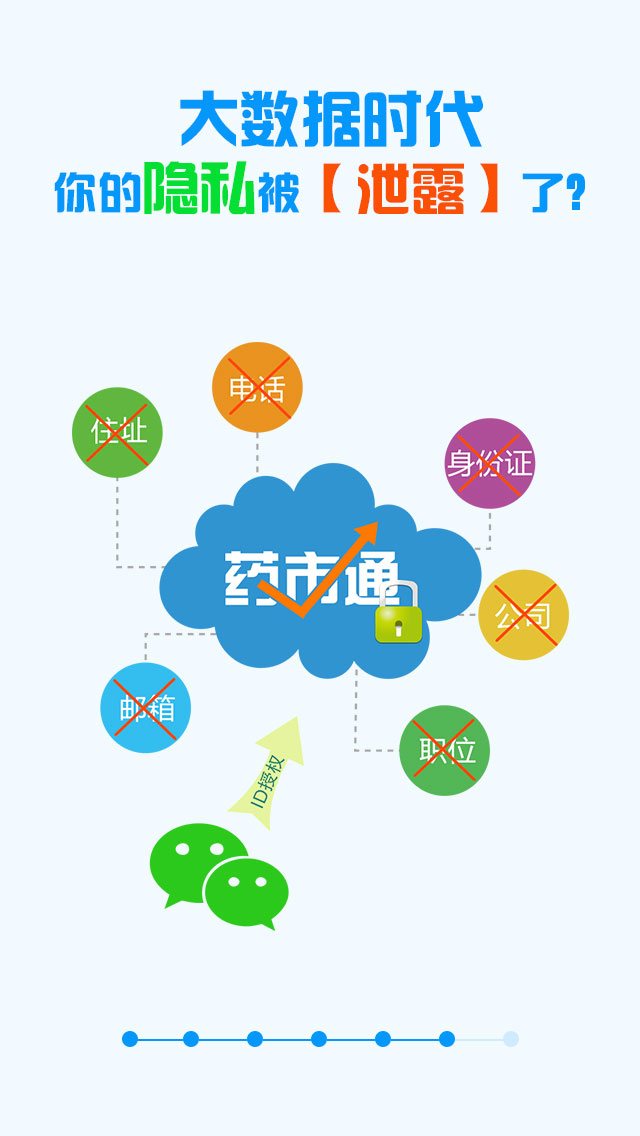 大数据时代
你的隐私被【泄露】了?
电话
住址
身份证
药市通
公司
邮箱
职位
ID授权